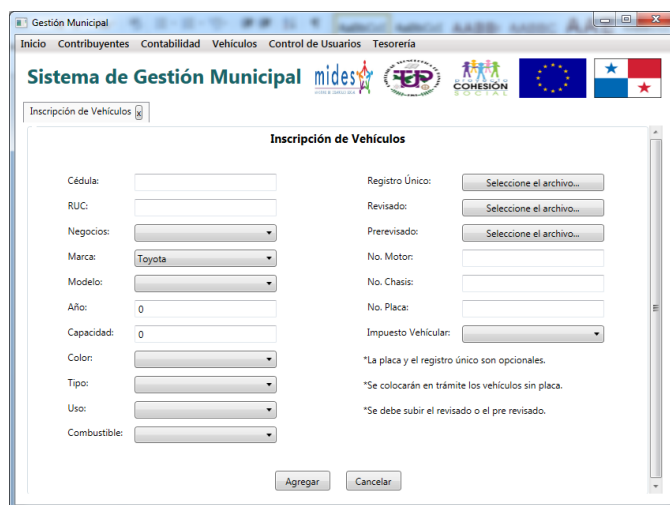 Gestión Municipal
Inicio Contribuyentes Contabilidad Vehículos Control de Usuarios Tesorería
Sistema de Gestión Municipal
mides
COHESIÓN
SOCIAL
Inscripción de Vehículos x
Inscripción de Vehículos
Cédula:
Registro Único: Seleccione el archivo...
RUC:
Revisado: Seleccione el archivo...
Negocios:
Prerevisado: Seleccione el archivo...
Marca: Toyota
No. Motor:
Modelo:
No. Chasis:
Año: 0
No. Placa:
Capacidad: 0
Impuesto Vehícular:
Color:
*La placa y el registro único son opcionales.
Tipo:
*Se colocarán en trámite los vehículos sin placa.
Uso:
*Se debe subir el revisado o el pre revisado.
Combustible:
Agregar Cancelar